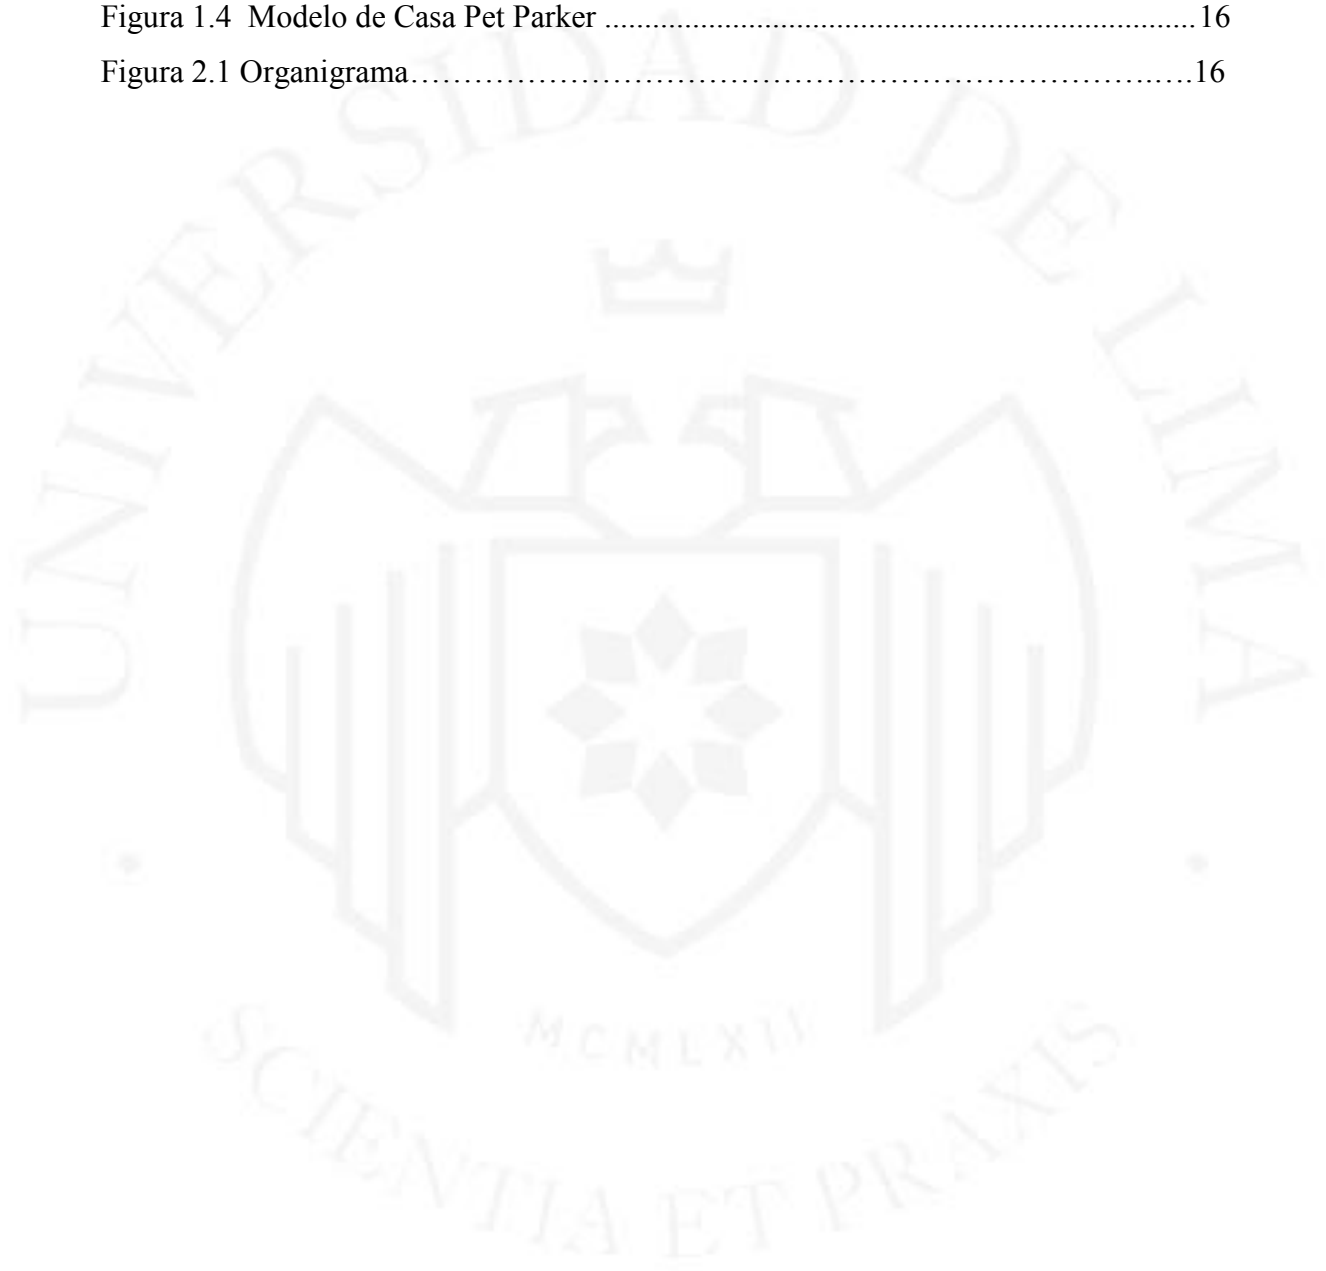 Figura 1.4  Modelo de Casa Pet Parker ........................................................................ 16
Figura 2.1 Organigrama……………………………………………………………….16
UNIVERSIDAD DE LIMA
MCMLXII
SCIENTIA ET PRAXIS